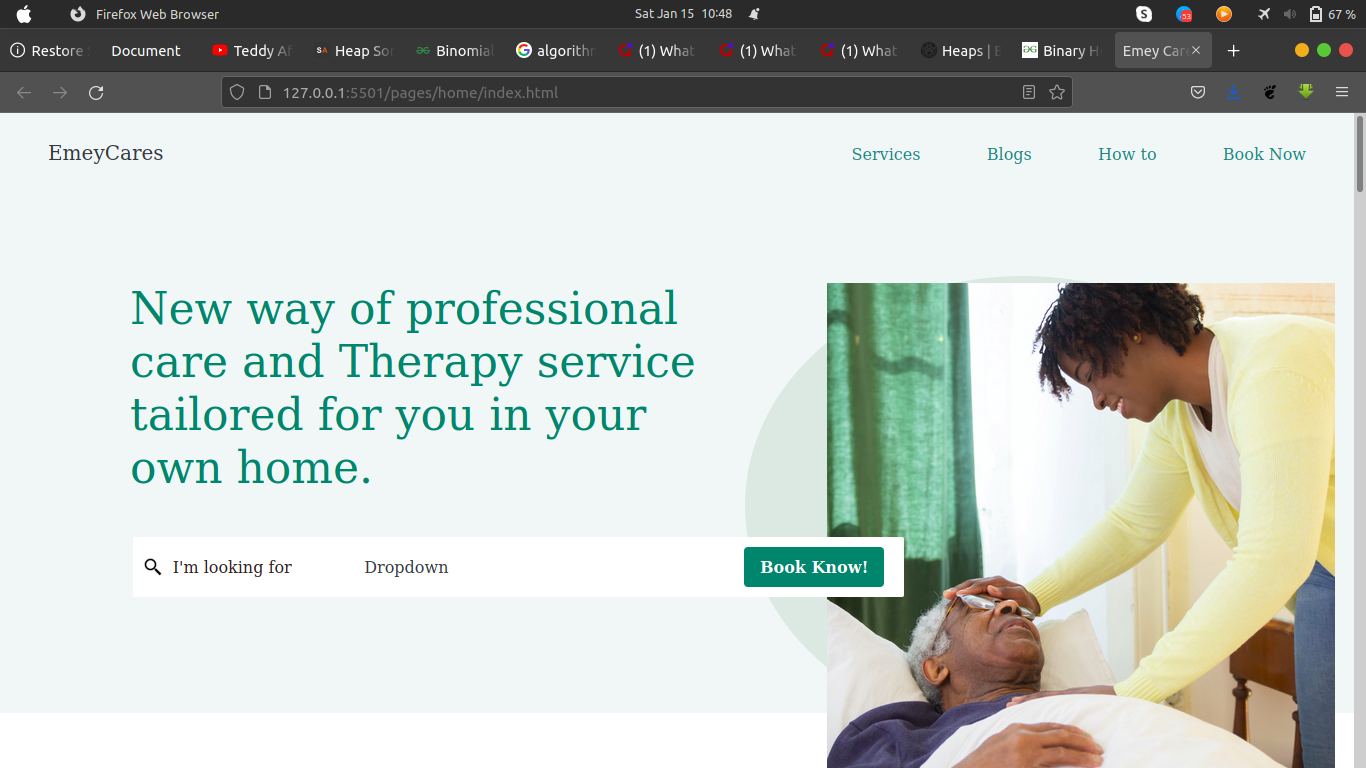 Firefox Web Browser
Sat Jan 15 10:48
53
67 %
Restore
Document
Teddy Af
Heap Sor
Binomial
algorithm
(1) What
(1) What
(1) What
Heaps |
Binary H
Emey Car
127.0.0.1:5501/pages/home/index.html
EmeyCares
Services
Blogs
How to
Book Now
New way of professional
care and Therapy service
tailored for you in your
own home.
I'm looking for
Dropdown
Book Know!